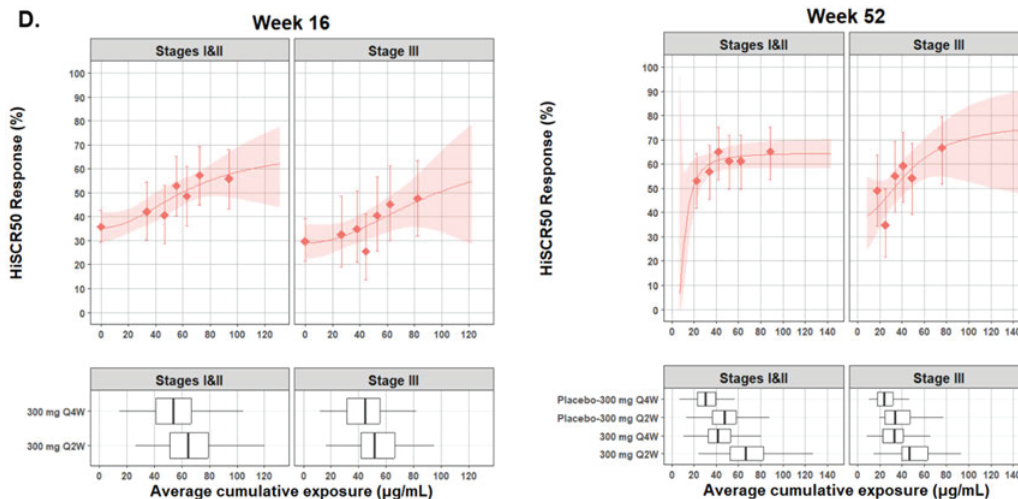 D.
Week 16
Stages I&II
Stage III
HiSCR50 Response (%)
100
90
80
70
60
50
40
30
20
10
0
0 20 40 60 80 100 120
0 20 40 60 80 100 120
Stages I&II
Stage III
300 mg Q4W
300 mg Q2W
0 20 40 60 80 100 120
0 20 40 60 80 100 120
Average cumulative exposure (µg/mL)
Week 52
Stages I&II
Stage III
HiSCR50 Response (%)
100
90
80
70
60
50
40
30
20
10
0
0 20 40 60 80 100 120 140
0 20 40 60 80 100 120 140
Stages I&II
Stage III
Placebo-300 mg Q4W
Placebo-300 mg Q2W
300 mg Q4W
300 mg Q2W
0 20 40 60 80 100 120 140
0 20 40 60 80 100 120 140
Average cumulative exposure (µg/mL)